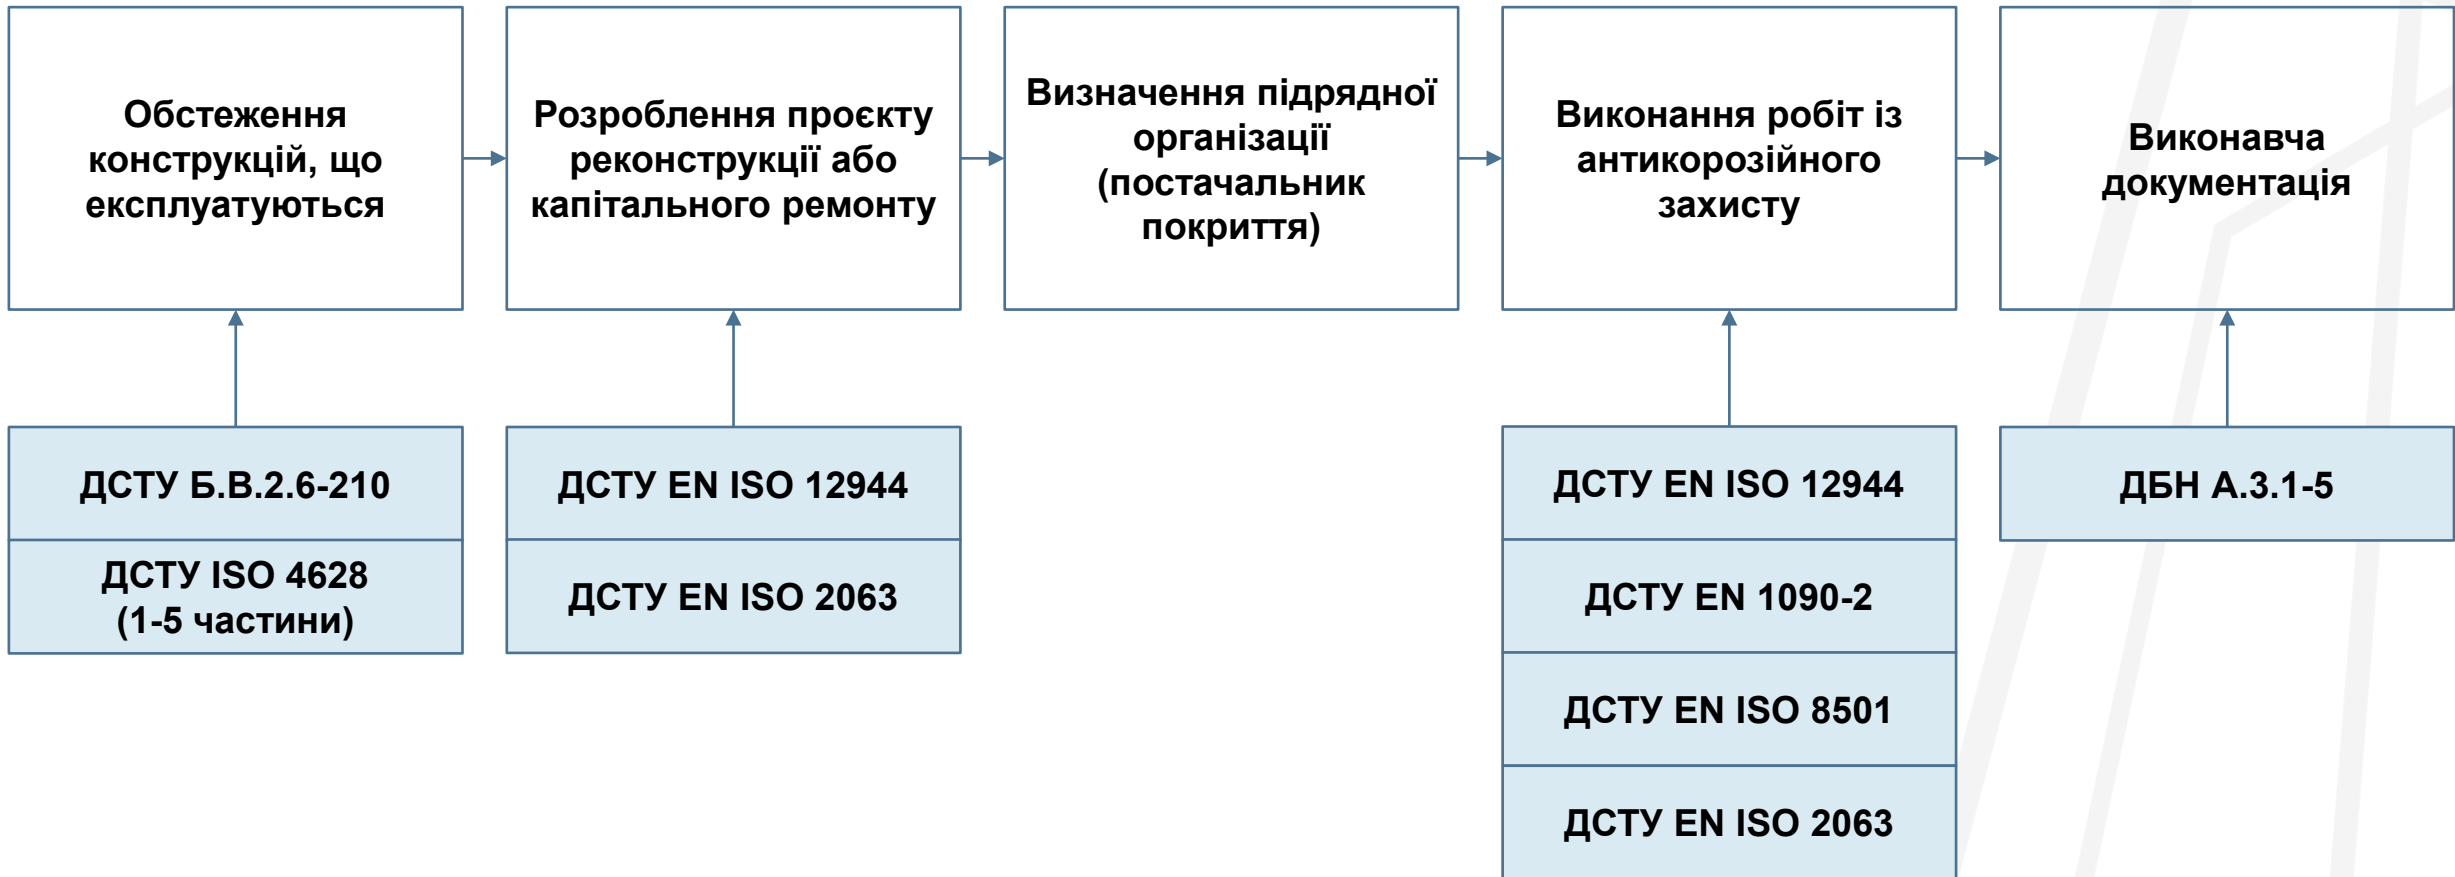 Обстеження
конструкцій, що
експлуатуються
Розроблення проєкту
реконструкції або
капітального ремонту
Визначення підрядної
організації
(постачальник
покриття)
Виконання робіт із
антикорозійного
захисту
Виконавча
документація
ДСТУ Б.В.2.6-210
ДСТУ ISO 4628
(1-5 частини)
ДСТУ EN ISO 12944
ДСТУ EN ISO 2063
ДСТУ EN ISO 12944
ДСТУ EN 1090-2
ДСТУ EN ISO 8501
ДСТУ EN ISO 2063
ДБН А.3.1-5